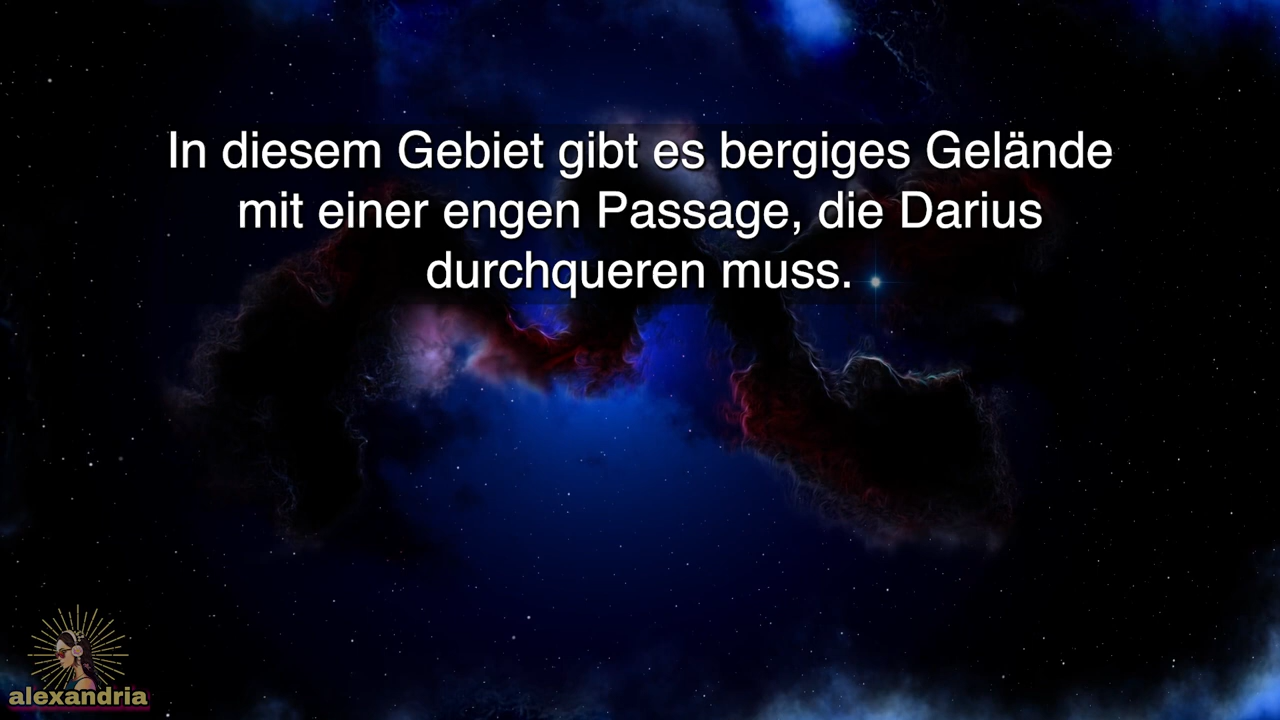 In diesem Gebiet gibt es bergiges Gelände
mit einer engen Passage, die Darius
durchqueren muss.
alexandria